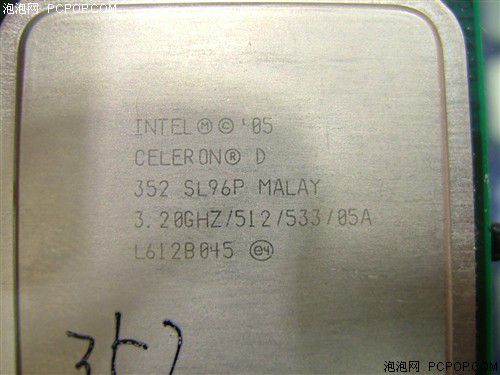 泡泡网 PCPOP.COM
INTEL Ⓜ © '05
CELERON® D
352 SL96P MALAY
3.20GHZ/512/533/05A
L612B045 e4
352
泡泡网 PCPOP.COM